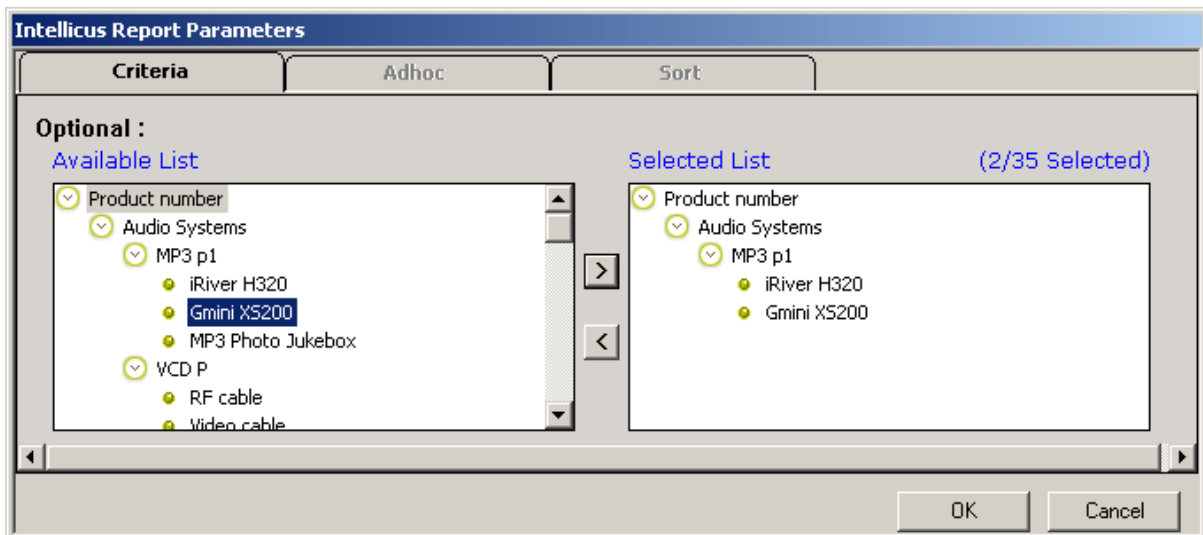 Intellicus Report Parameters
Criteria Adhoc Sort
Optional :
Available List
Product number
Audio Systems
MP3 p1
iRiver H320
Gmini XS200
MP3 Photo Jukebox
VCD P
RF cable
Video cable
>
<
Selected List (2/35 Selected)
Product number
Audio Systems
MP3 p1
iRiver H320
Gmini XS200
OK Cancel